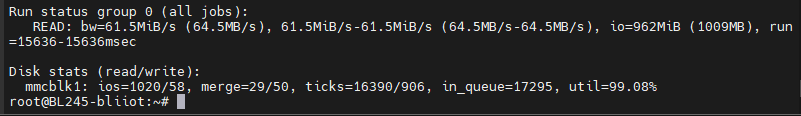 Run status group 0 (all jobs):
   READ: bw=61.5MiB/s (64.5MB/s), 61.5MiB/s-61.5MiB/s (64.5MB/s-64.5MB/s), io=962MiB (1009MB), run
=15636-15636msec

Disk stats (read/write):
  mmcblk1: ios=1020/58, merge=29/50, ticks=16390/906, in_queue=17295, util=99.08%
root@BL245-bliiot:~#